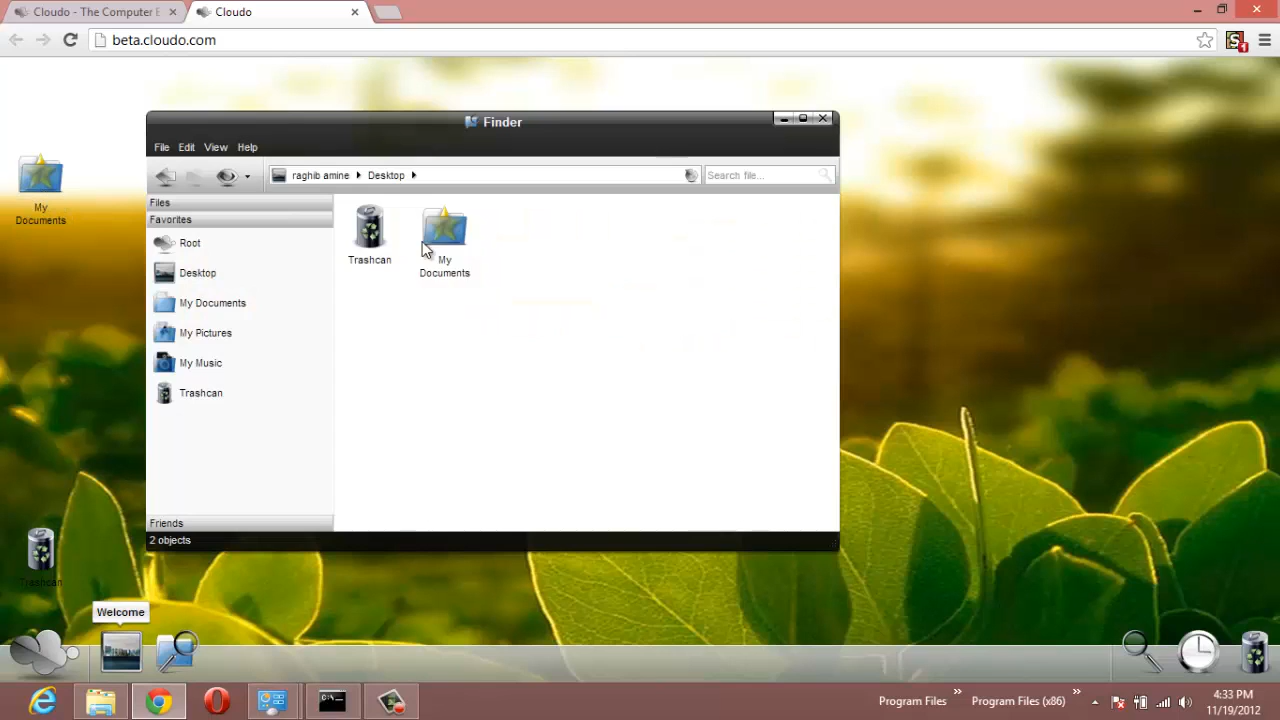 Cloudo - The Computer E
Cloudo
beta.cloudo.com
Finder
File Edit View Help
raghib amine Desktop
Search file...
Files
Favorites
Root
Desktop
My Documents
My Pictures
My Music
Trashcan
Friends
2 objects
Trashcan
My
Documents
My
Documents
Trashcan
Welcome
Program Files
Program Files (x86)
4:33 PM
11/19/2012